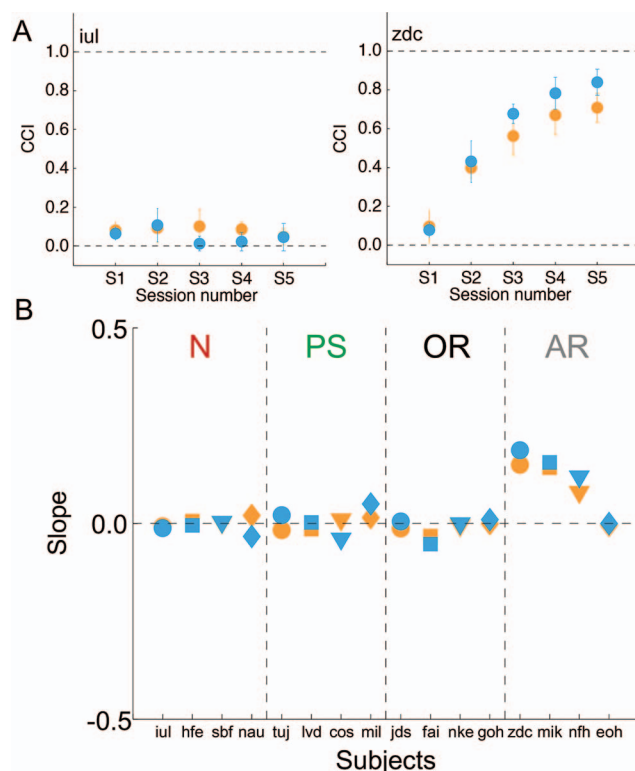 A
iul
zdc
1.0
0.8
0.6
0.4
0.2
0.0
CCI
S1 S2 S3 S4 S5
Session number
1.0
0.8
0.6
0.4
0.2
0.0
CCI
S1 S2 S3 S4 S5
Session number
B
0.5
0.0
-0.5
Slope
N PS OR AR
iul hfe sbf nau tuj lvd cos mil jds fai nke goh zdc mik nfh eoh
Subjects